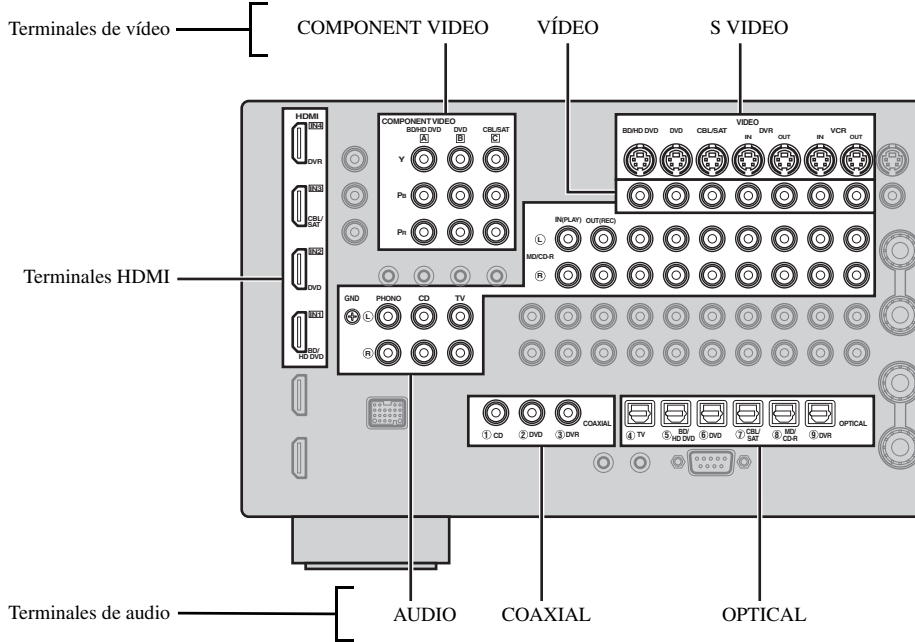 Terminales de vídeo
COMPONENT VIDEO
VÍDEO
S VIDEO
HDMI
IN4
DVR
IN3
CBL/
SAT
IN2
DVD
IN1
BD/
HD DVD
COMPONENT VIDEO
BD/HD DVD DVD CBL/SAT
A B C
Y
PB
PR
VIDEO
BD/HD DVD DVD CBL/SAT DVR VCR
IN OUT IN OUT
IN(PLAY) OUT(REC)
L
MD/CD-R
R
Terminales HDMI
GND PHONO CD TV
L
R
COAXIAL
① CD ② DVD ③ DVR
OPTICAL
④ TV ⑤ BD/ HD DVD ⑥ DVD ⑦ CBL/ SAT ⑧ MD/ CD-R ⑨ DVR
Terminales de audio
AUDIO
COAXIAL
OPTICAL